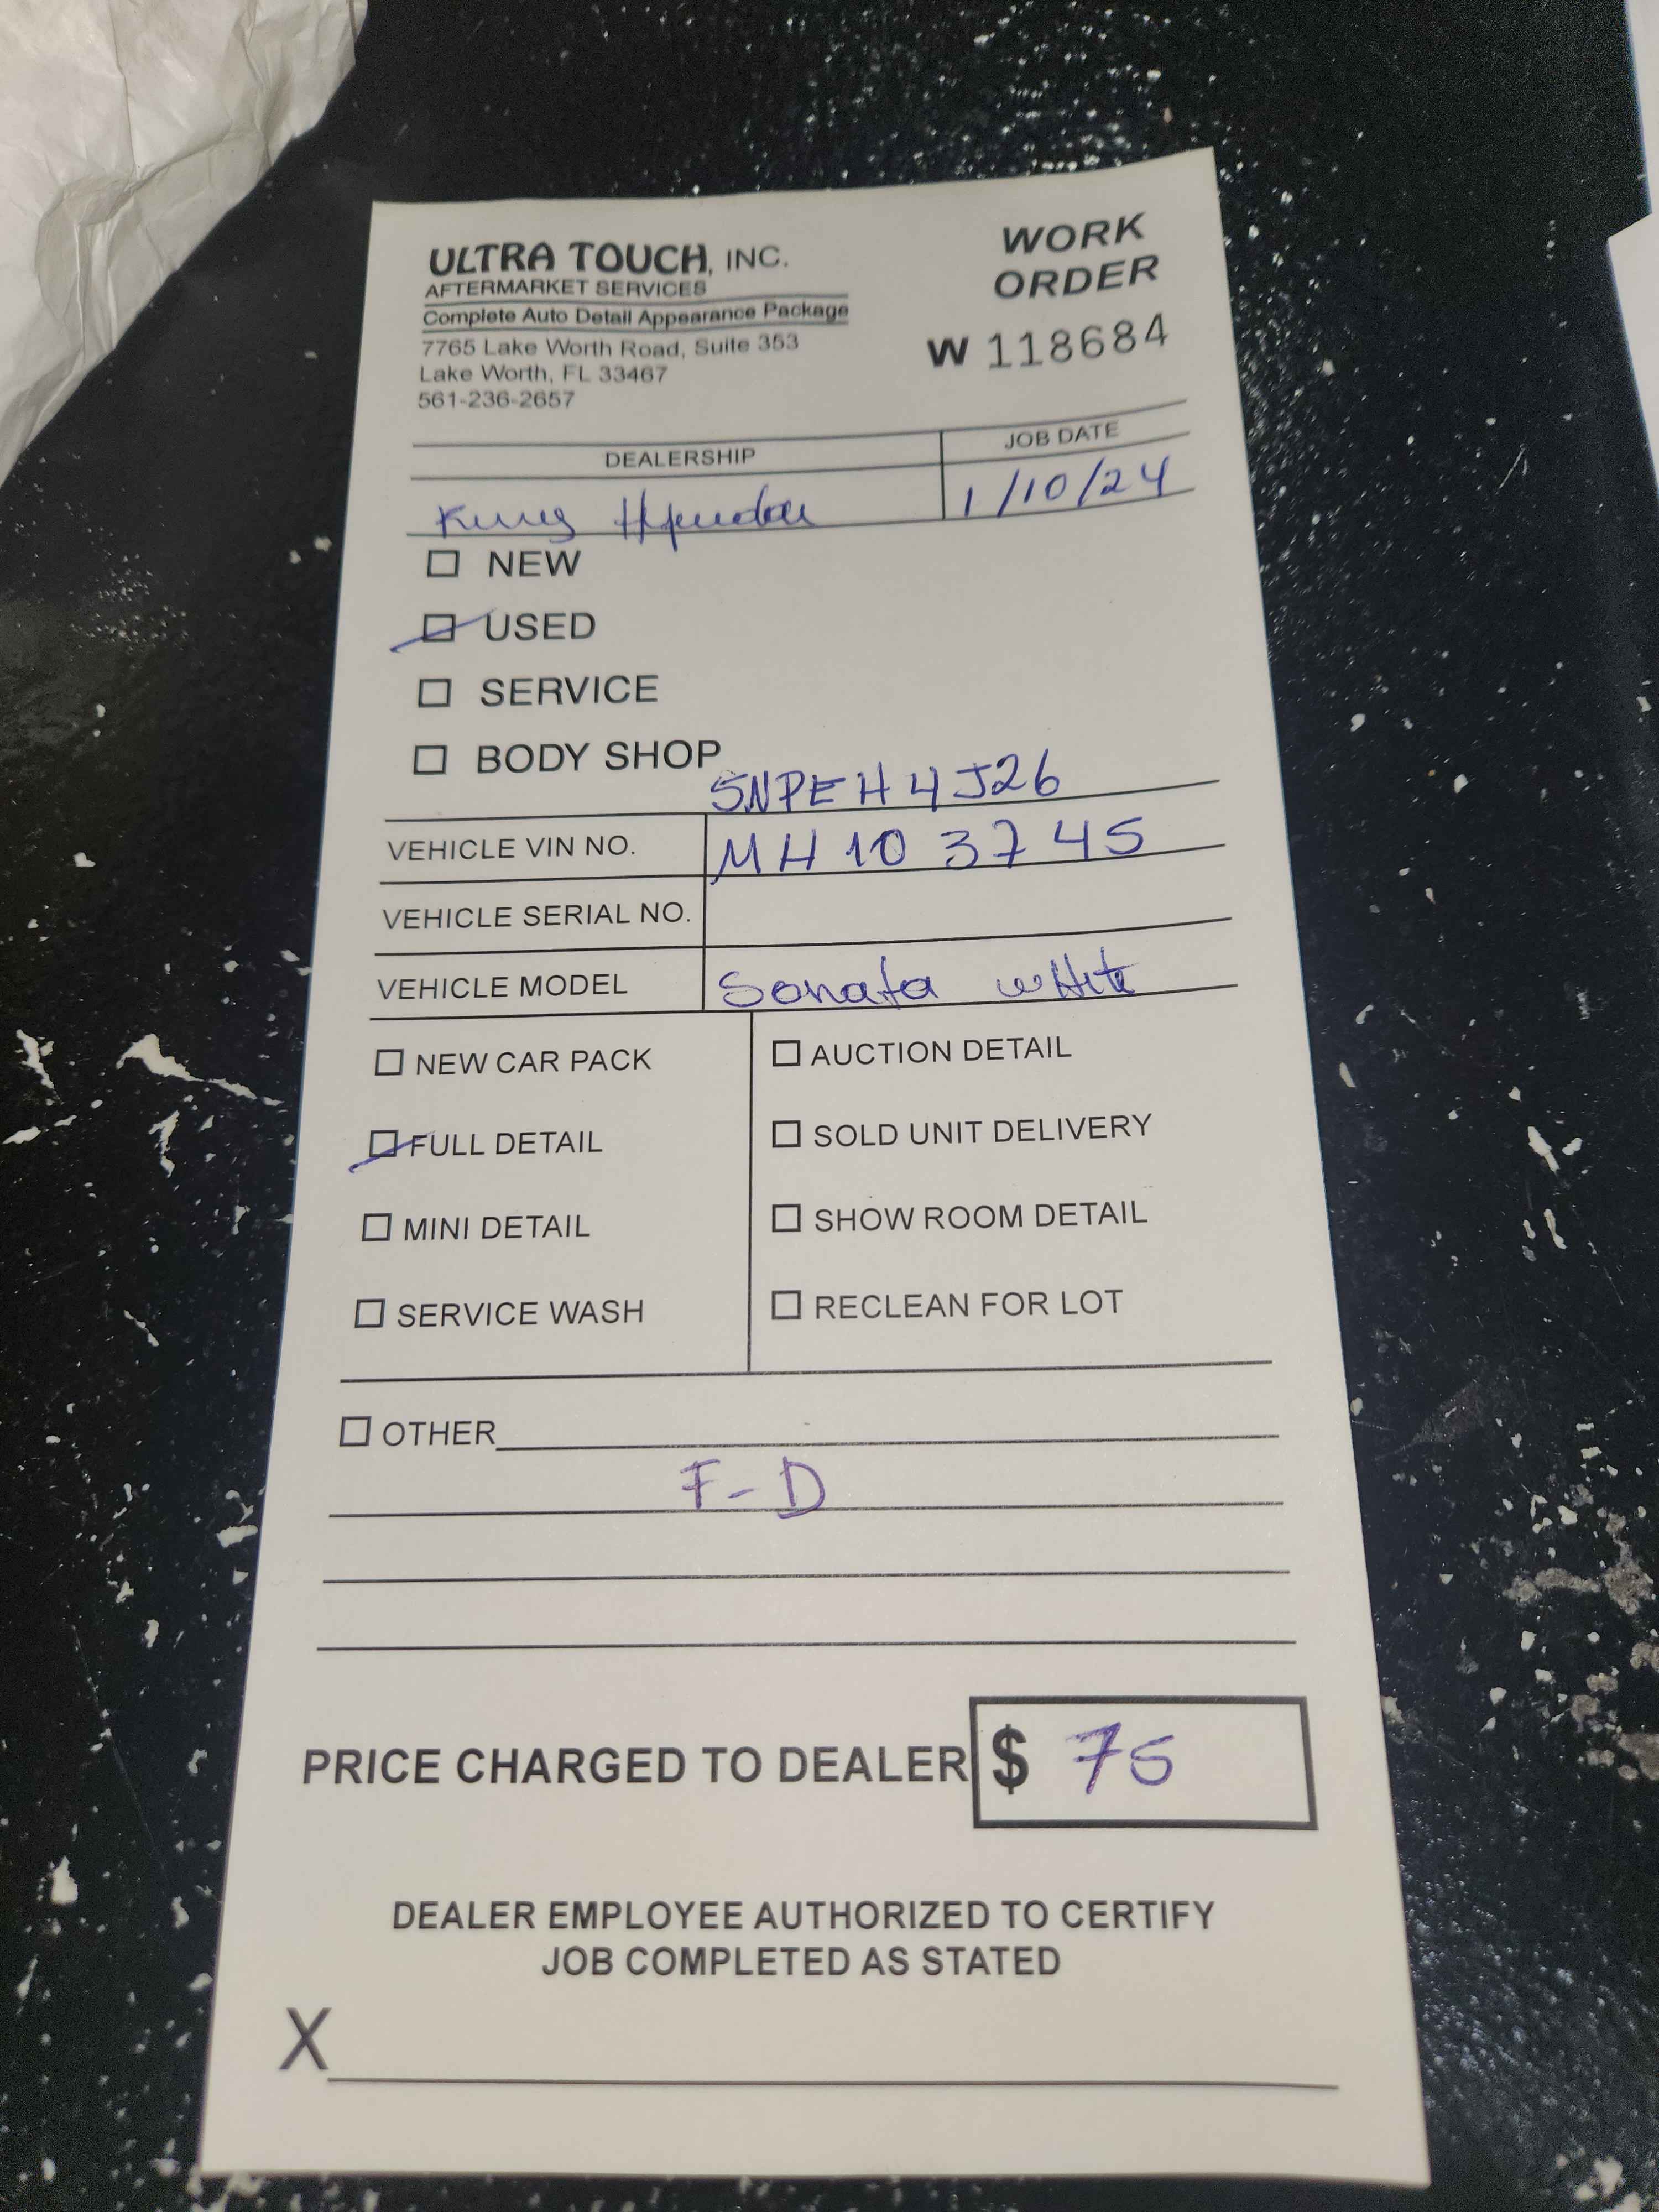 ULTRA TOUCH, INC.
AFTERMARKET SERVICES
Complete Auto Detail Appearance Package
7765 Lake Worth Road, Suite 353
Lake Worth, FL 33467
561-236-2657
WORK
ORDER
W 118684
DEALERSHIP
JOB DATE
1/10/24
NEW
USED
SERVICE
BODY SHOP
5NPEH4J26
VEHICLE VIN NO. MH103745
VEHICLE SERIAL NO.
VEHICLE MODEL Sonata white
NEW CAR PACK
AUCTION DETAIL
FULL DETAIL
SOLD UNIT DELIVERY
MINI DETAIL
SHOW ROOM DETAIL
SERVICE WASH
RECLEAN FOR LOT
OTHER
F-D
PRICE CHARGED TO DEALER $ 75
DEALER EMPLOYEE AUTHORIZED TO CERTIFY
JOB COMPLETED AS STATED
X